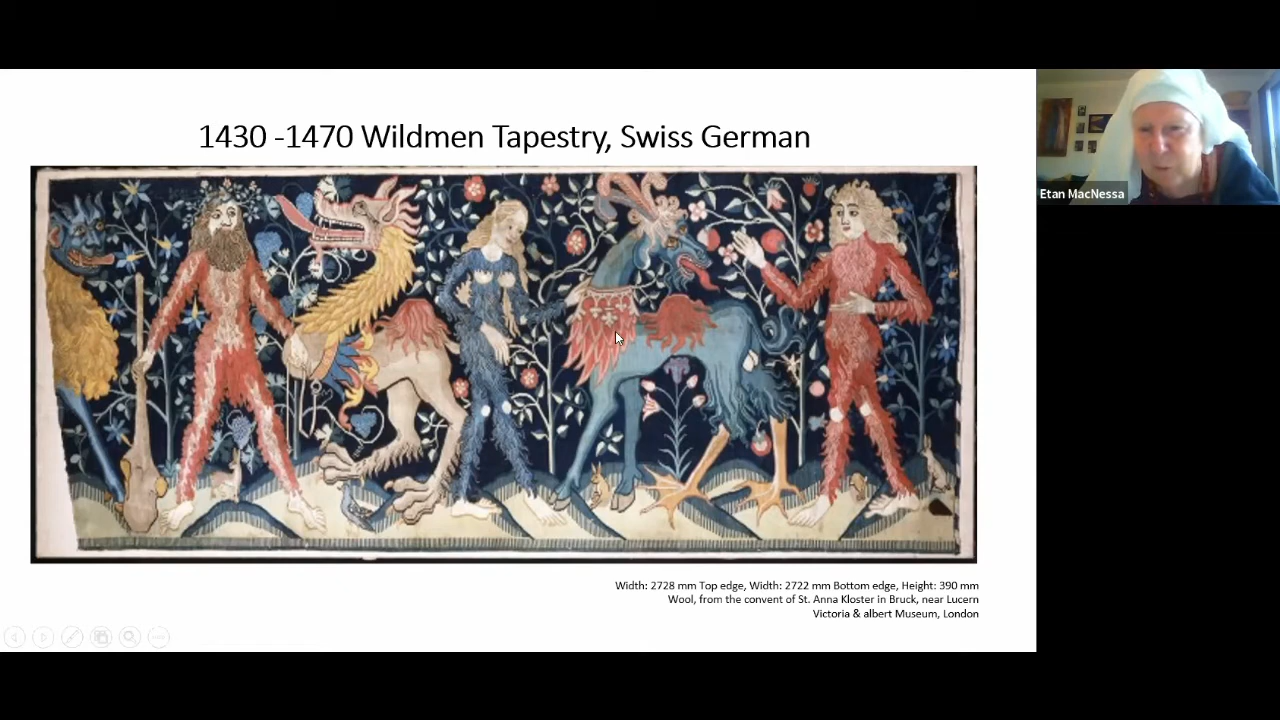 1430 -1470 Wildmen Tapestry, Swiss German
Etan MacNessa
Width: 2728 mm Top edge, Width: 2722 mm Bottom edge, Height: 390 mm
Wool, from the convent of St. Anna Kloster in Bruck, near Lucern
Victoria & albert Museum, London